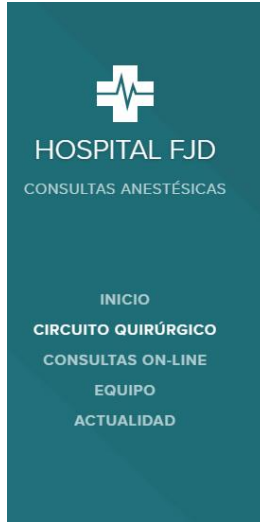 HOSPITAL FJD
CONSULTAS ANESTÉSICAS
INICIO
CIRCUITO QUIRÚRGICO
CONSULTAS ON-LINE
EQUIPO
ACTUALIDAD